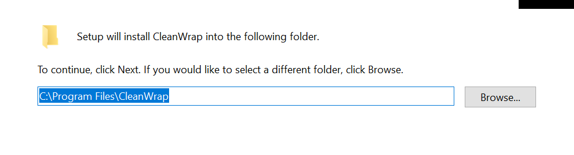 Setup will install CleanWrap into the following folder.
To continue, click Next. If you would like to select a different folder, click Browse.
C:\Program Files\CleanWrap
Browse...